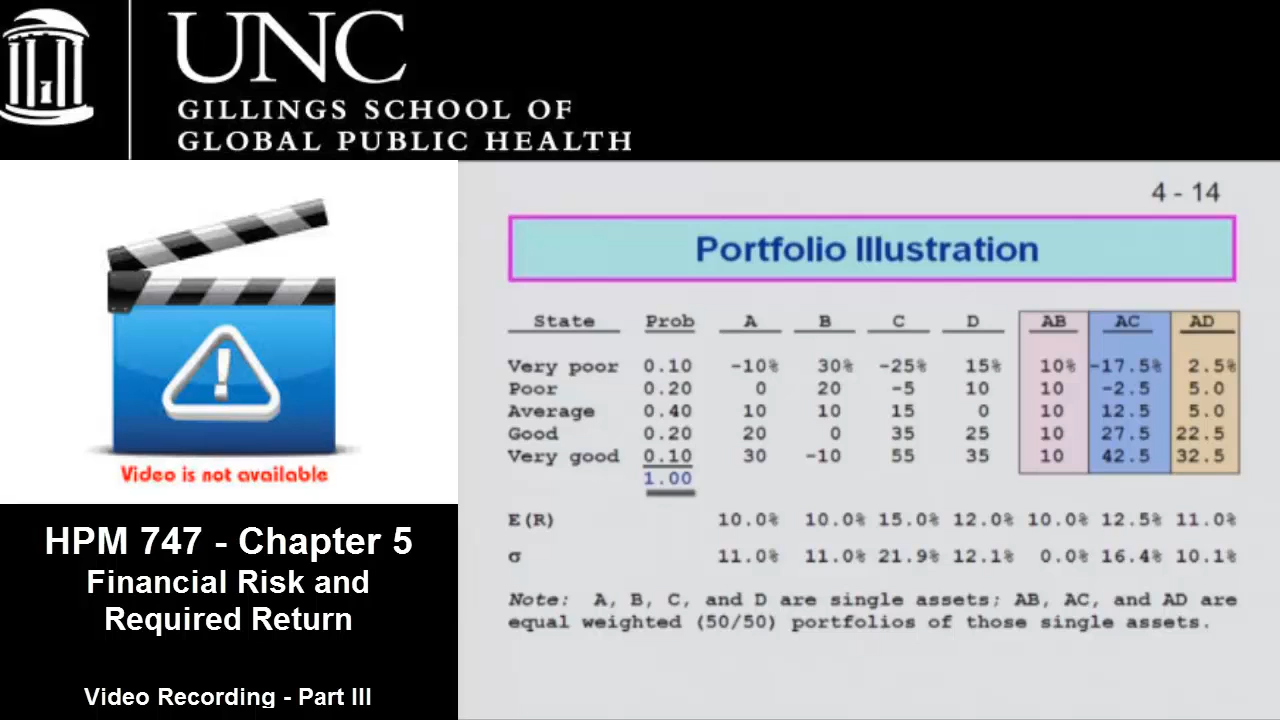 UNC
GILLINGS SCHOOL OF
GLOBAL PUBLIC HEALTH
Video is not available
HPM 747 - Chapter 5
Financial Risk and
Required Return
Video Recording - Part III
4 - 14
Portfolio Illustration
State Prob A B C D AB AC AD
Very poor 0.10 -10% 30% -25% 15% 10% -17.5% 2.5%
Poor 0.20 0 20 -5 10 10 -2.5 5.0
Average 0.40 10 10 15 0 10 12.5 5.0
Good 0.20 20 0 35 25 10 27.5 22.5
Very good 0.10 30 -10 55 35 10 42.5 32.5
1.00
E(R) 10.0% 10.0% 15.0% 12.0% 10.0% 12.5% 11.0%
σ 11.0% 11.0% 21.9% 12.1% 0.0% 16.4% 10.1%
Note: A, B, C, and D are single assets; AB, AC, and AD are
equal weighted (50/50) portfolios of those single assets.